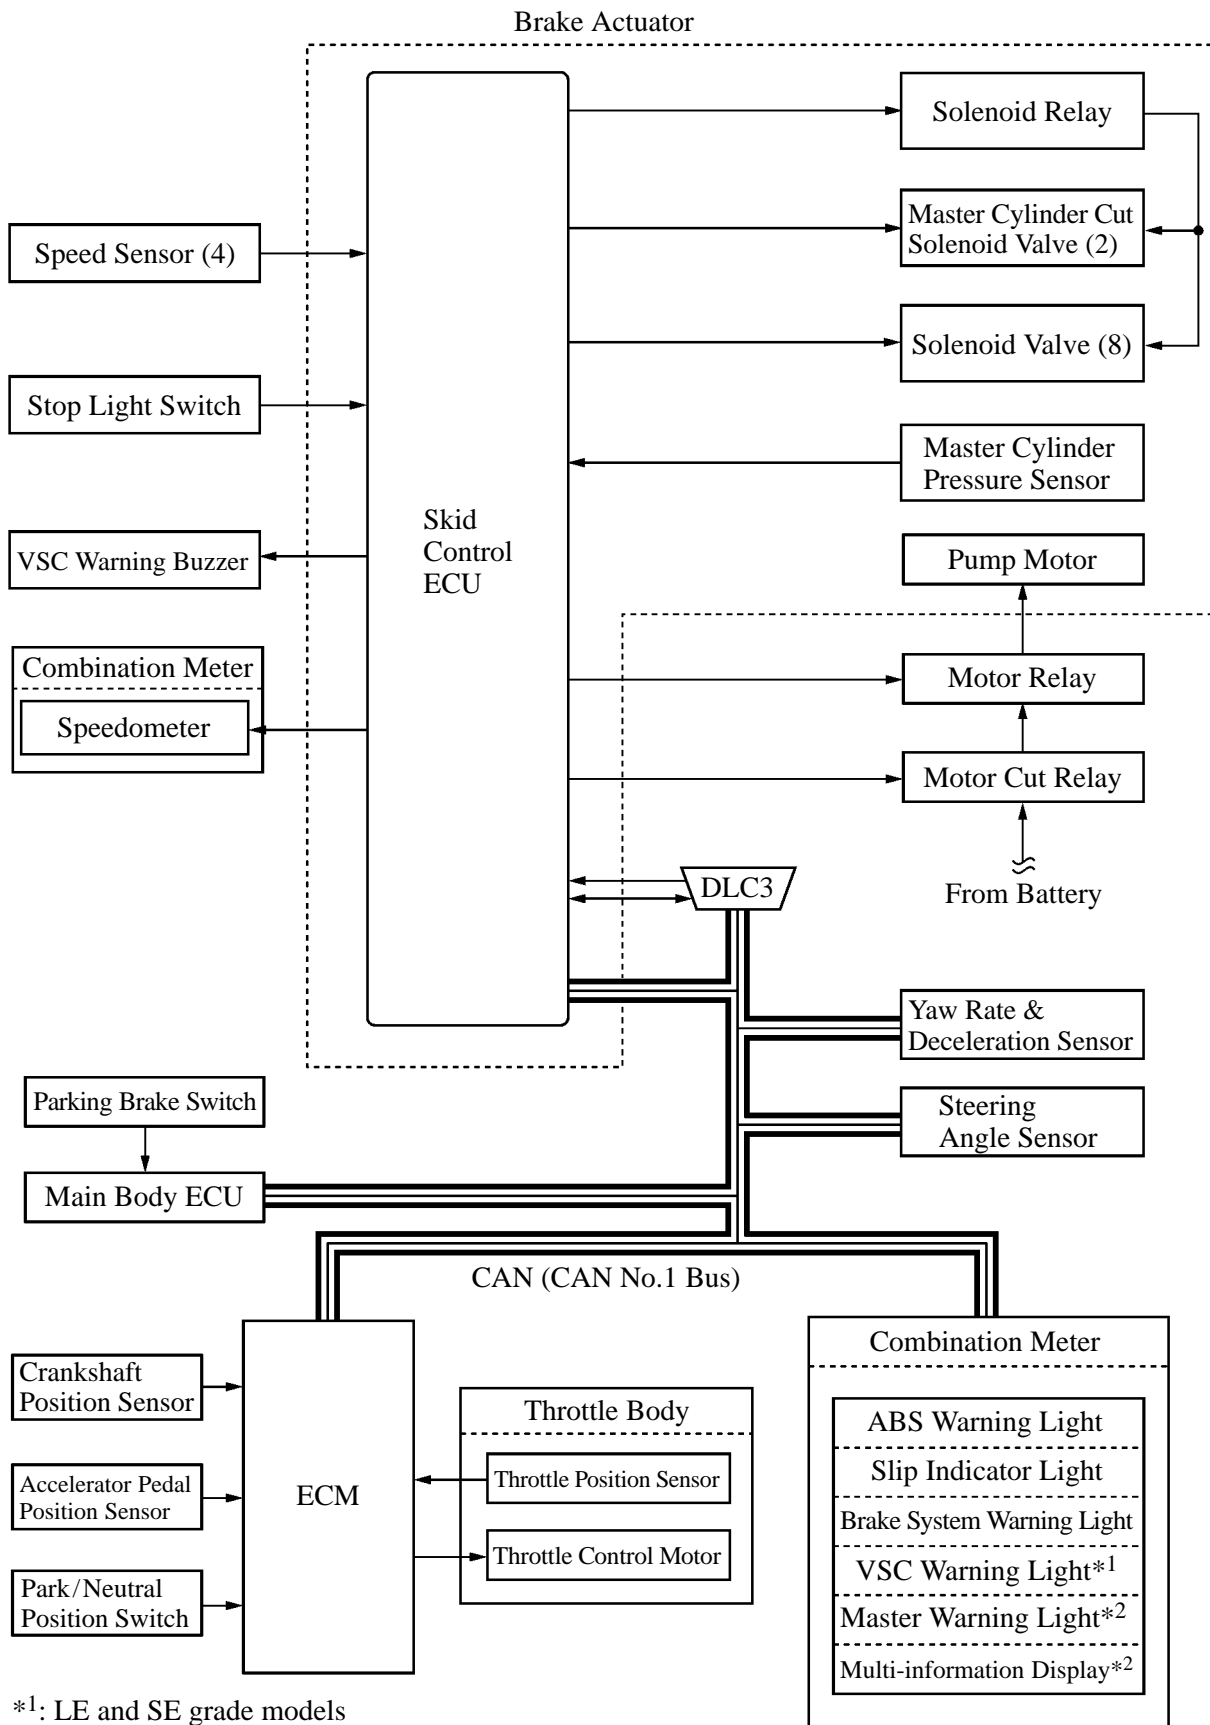 Brake Actuator
Solenoid Relay
Master Cylinder Cut
Solenoid Valve (2)
Speed Sensor (4)
Solenoid Valve (8)
Stop Light Switch
Master Cylinder
Pressure Sensor
Skid
Control
ECU
VSC Warning Buzzer
Pump Motor
Combination Meter
Speedometer
Motor Relay
Motor Cut Relay
DLC3
From Battery
Yaw Rate &
Deceleration Sensor
Parking Brake Switch
Steering
Angle Sensor
Main Body ECU
CAN (CAN No.1 Bus)
Combination Meter
Crankshaft
Position Sensor
Throttle Body
ABS Warning Light
Slip Indicator Light
Accelerator Pedal
Position Sensor
ECM
Throttle Position Sensor
Brake System Warning Light
Throttle Control Motor
VSC Warning Light*1
Park/Neutral
Position Switch
Master Warning Light*2
Multi-information Display*2
*1: LE and SE grade models